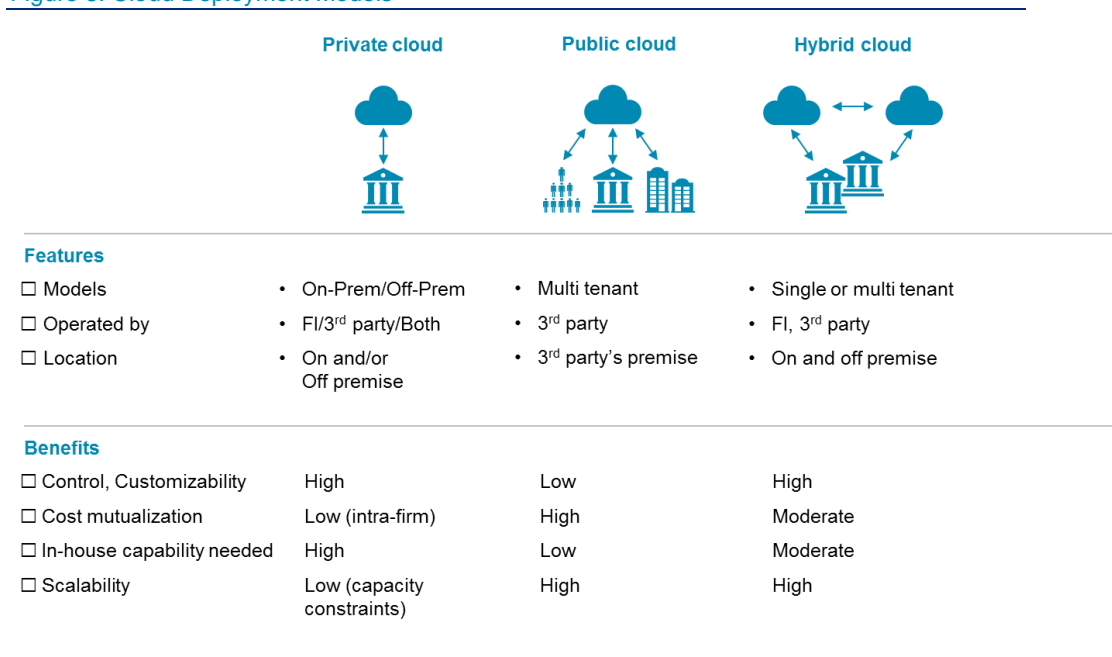 Private cloud
Public cloud
Hybrid cloud
Features
☐ Models
• On-Prem/Off-Prem
• Multi tenant
• Single or multi tenant
☐ Operated by
• FI/3rd party/Both
• 3rd party
• FI, 3rd party
☐ Location
• On and/or
Off premise
• 3rd party's premise
• On and off premise
Benefits
☐ Control, Customizability
High
Low
High
☐ Cost mutualization
Low (intra-firm)
High
Moderate
☐ In-house capability needed
High
Low
Moderate
☐ Scalability
Low (capacity
constraints)
High
High